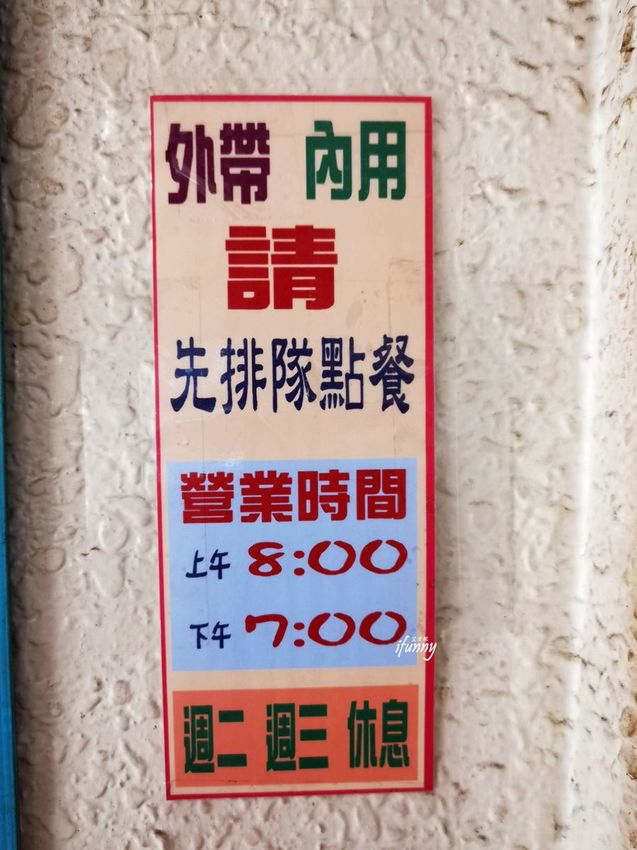 外帶 內用
請
先排隊點餐
營業時間
上午 8:00
下午 7:00
ifunny
週二 週三 休息